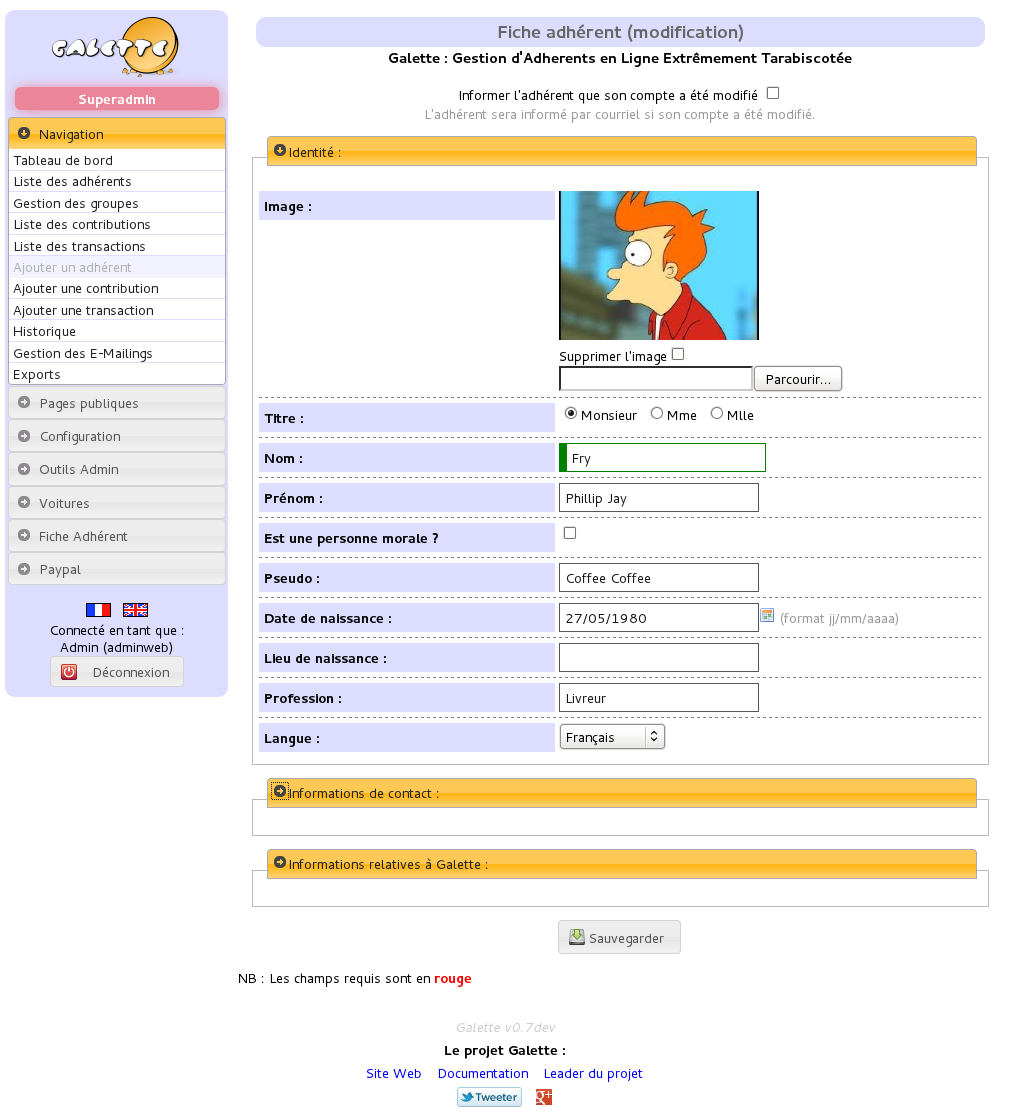 GALETTE
Superadmin
Navigation
Tableau de bord
Liste des adhérents
Gestion des groupes
Liste des contributions
Liste des transactions
Ajouter un adhérent
Ajouter une contribution
Ajouter une transaction
Historique
Gestion des E-Mailings
Exports
Pages publiques
Configuration
Outils Admin
Voitures
Fiche Adhérent
Paypal
Connecté en tant que :
Admin (adminweb)
Déconnexion
Fiche adhérent (modification)
Galette : Gestion d'Adherents en Ligne Extrêmement Tarabiscotée
Informer l'adhérent que son compte a été modifié
L'adhérent sera informé par courriel si son compte a été modifié.
Identité :
Image :
Supprimer l'image
Parcourir...
Titre : Monsieur Mme Mlle
Nom : Fry
Prénom : Phillip Jay
Est une personne morale ?
Pseudo : Coffee Coffee
Date de naissance : 27/05/1980 (format jj/mm/aaaa)
Lieu de naissance :
Profession : Livreur
Langue : Français
Informations de contact :
Informations relatives à Galette :
Sauvegarder
NB : Les champs requis sont en rouge
Galette v0.7dev
Le projet Galette :
Site Web Documentation Leader du projet
Tweeter g+